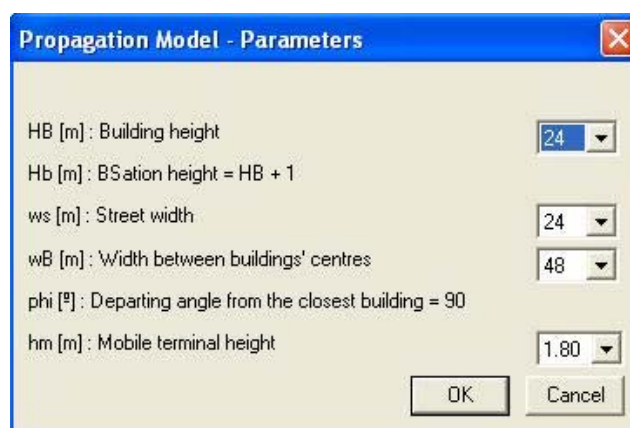 Propagation Model - Parameters
HB [m] : Building height 24
Hb [m] : BSation height = HB + 1
ws [m] : Street width 24
wB [m] : Width between buildings' centres 48
phi [º] : Departing angle from the closest building = 90
hm [m] : Mobile terminal height 1.80
OK Cancel